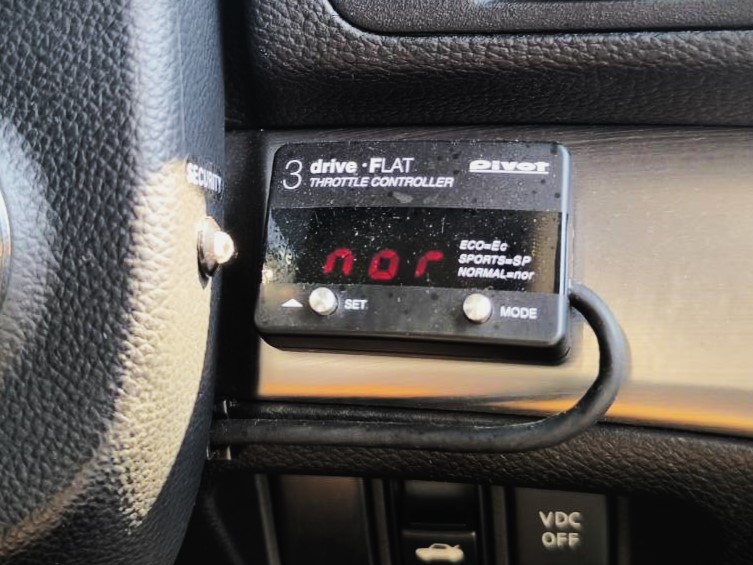 SECURITY
3 drive·FLAT
THROTTLE CONTROLLER
Pivot
nor
ECO=Ec
SPORTS=SP
NORMAL=nor
SET
MODE
VDC
OFF